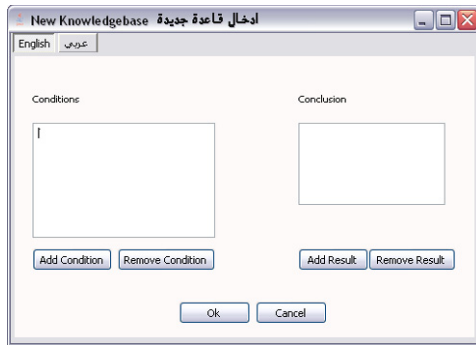 New Knowledgebase ادخال قاعدة جديدة
English عربي
Conditions Conclusion
Add Condition Remove Condition Add Result Remove Result
Ok Cancel